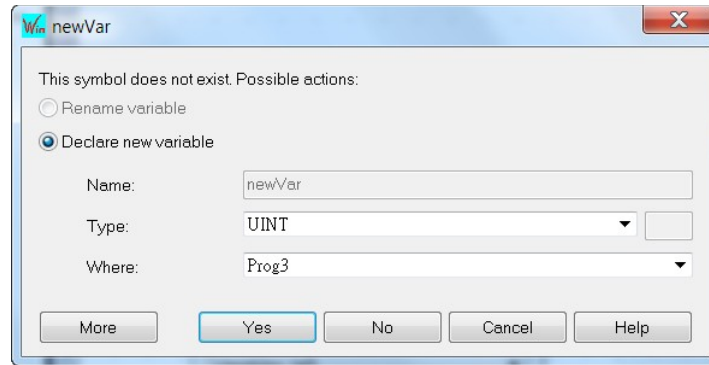 Win newVar
This symbol does not exist. Possible actions:
Rename variable
Declare new variable
Name: newVar
Type: UINT
Where: Prog3
More Yes No Cancel Help